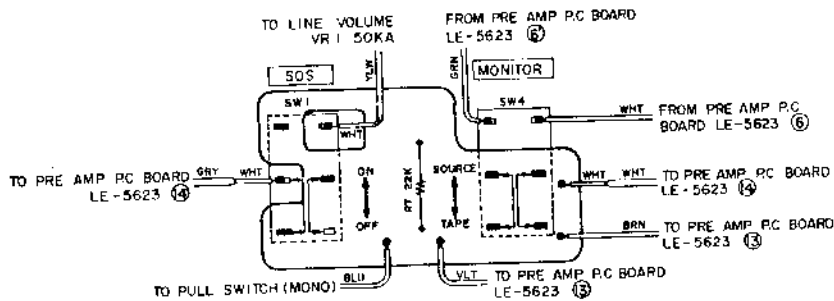 TO LINE VOLUME
VR I 50KA
FROM PRE AMP P.C BOARD
LE-5623 ⑥'
YLW
GRN
SOS
MONITOR
SW1
SW4
WHT
WHT
FROM PRE AMP P.C
BOARD LE-5623 ⑥
GRY
WHT
TO PRE AMP P.C BOARD
LE-5623 ⑭'
ON
OFF
RT 22K
SOURCE
TAPE
WHT
WHT
TO PRE AMP P.C BOARD
LE-5623 ⑭
BRN
TO PRE AMP P.C BOARD
LE-5623 ⑬
TO PULL SWITCH (MONO)
BLU
VLT
TO PRE AMP P.C BOARD
LE-5623 ⑬'